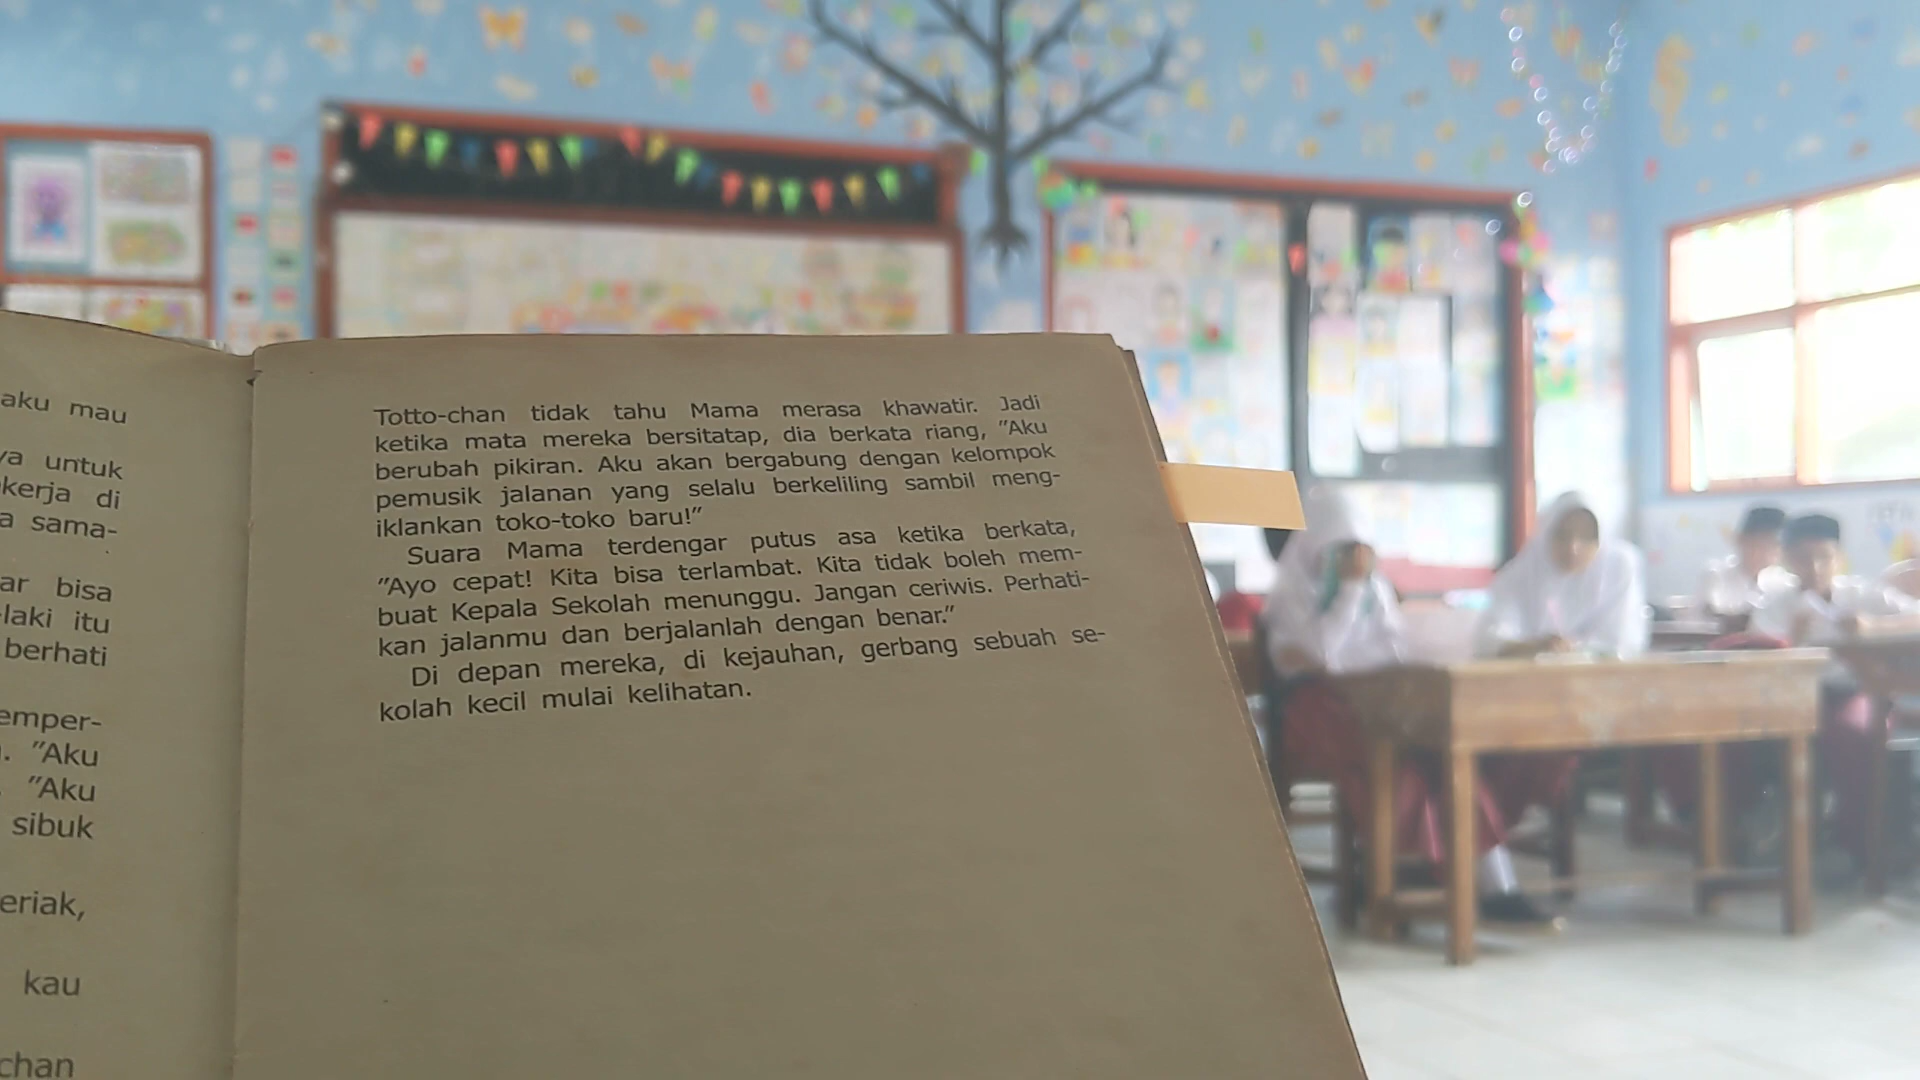 aku mau
untuk
kerja di
sama-
bisa
itu
berhati
"Aku
"Aku
sibuk
kau
Totto-chan tidak tahu Mama merasa khawatir. Jadi
ketika mata mereka bersitatap, dia berkata riang, "Aku
berubah pikiran. Aku akan bergabung dengan kelompok
pemusik jalanan yang selalu berkeliling sambil meng-
iklankan toko-toko baru!"
Suara Mama terdengar putus asa ketika berkata,
"Ayo cepat! Kita bisa terlambat. Kita tidak boleh mem-
buat Kepala Sekolah menunggu. Jangan ceriwis. Perhati-
kan jalanmu dan berjalanlah dengan benar."
Di depan mereka, di kejauhan, gerbang sebuah se-
kolah kecil mulai kelihatan.